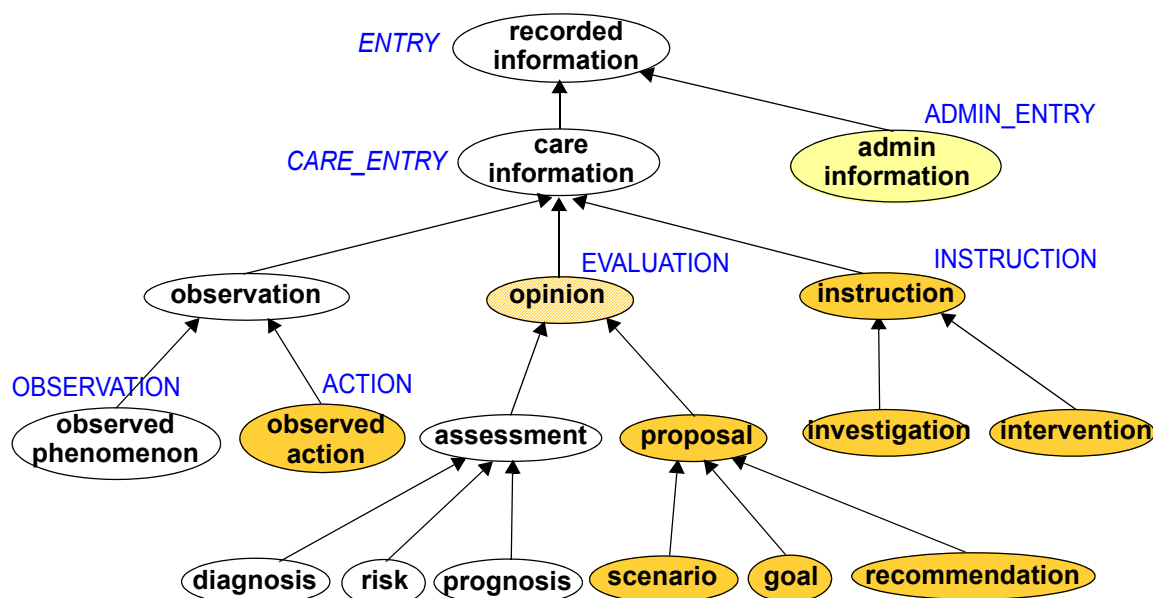 ENTRY
recorded
information
ADMIN_ENTRY
CARE_ENTRY
care
information
admin
information
EVALUATION
INSTRUCTION
observation
opinion
instruction
OBSERVATION
ACTION
observed
phenomenon
observed
action
assessment
proposal
investigation
intervention
diagnosis
risk
prognosis
scenario
goal
recommendation